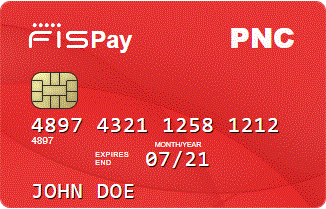 FISPay
PNC
4897 4321 1258 1212
4897
MONTH/YEAR
EXPIRES END 07/21
JOHN DOE